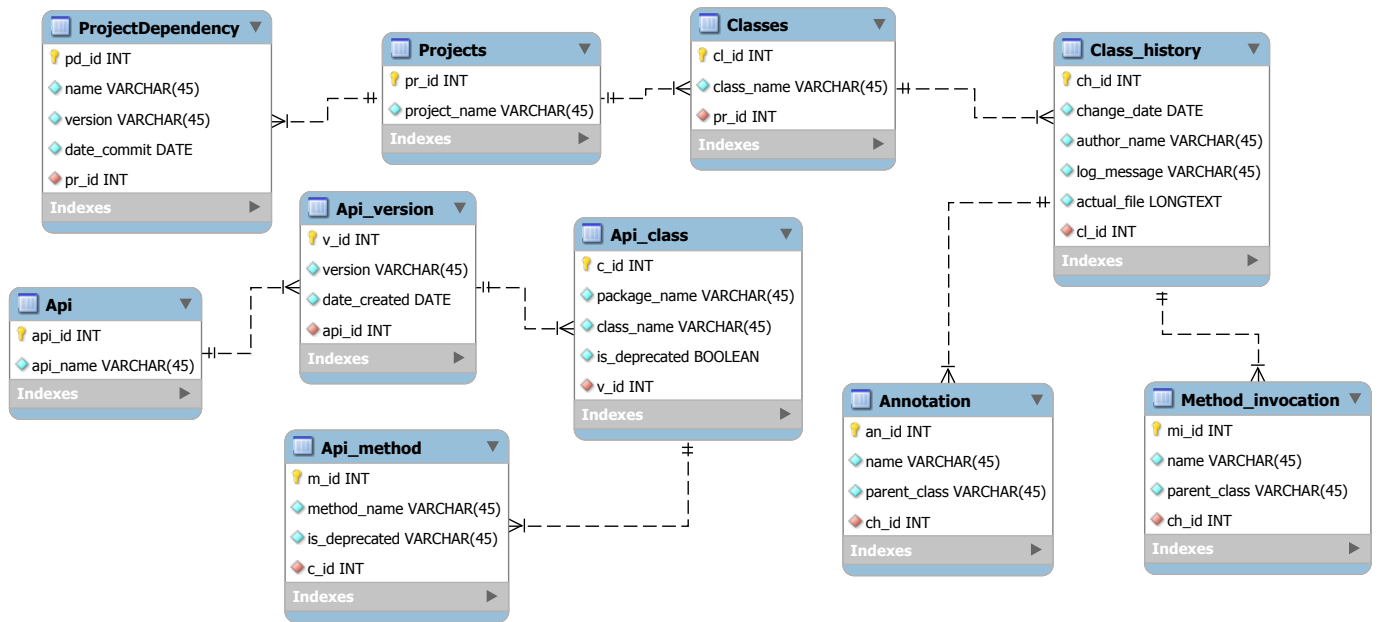 ProjectDependency
pd_id INT
name VARCHAR(45)
version VARCHAR(45)
date_commit DATE
pr_id INT
Indexes
Projects
pr_id INT
project_name VARCHAR(45)
Indexes
Classes
cl_id INT
class_name VARCHAR(45)
pr_id INT
Indexes
Class_history
ch_id INT
change_date DATE
author_name VARCHAR(45)
log_message VARCHAR(45)
actual_file LONGTEXT
cl_id INT
Indexes
Api
api_id INT
api_name VARCHAR(45)
Indexes
Api_version
v_id INT
version VARCHAR(45)
date_created DATE
api_id INT
Indexes
Api_class
c_id INT
package_name VARCHAR(45)
class_name VARCHAR(45)
is_deprecated BOOLEAN
v_id INT
Indexes
Api_method
m_id INT
method_name VARCHAR(45)
is_deprecated VARCHAR(45)
c_id INT
Indexes
Annotation
an_id INT
name VARCHAR(45)
parent_class VARCHAR(45)
ch_id INT
Indexes
Method_invocation
mi_id INT
name VARCHAR(45)
parent_class VARCHAR(45)
ch_id INT
Indexes